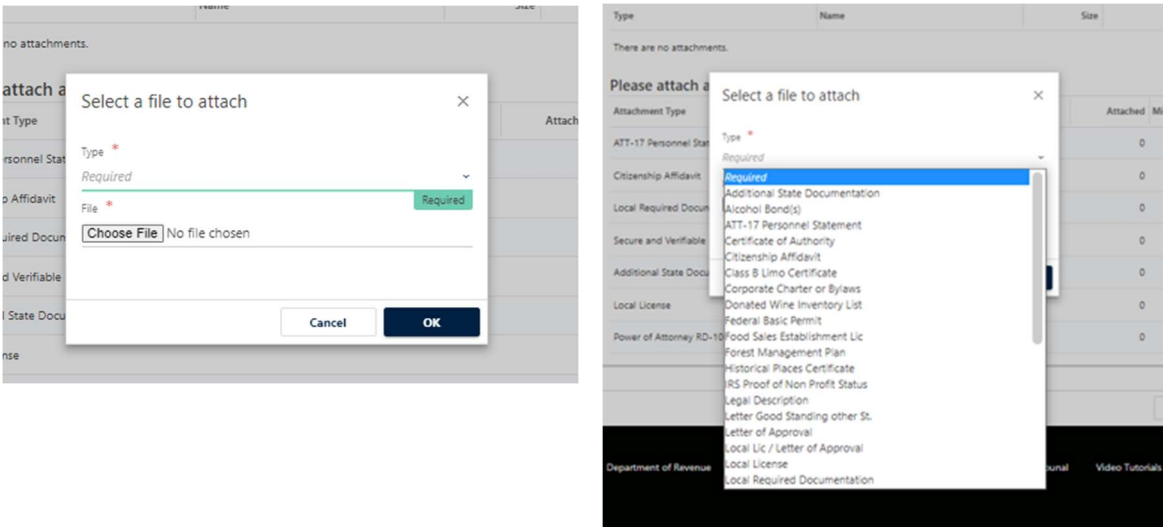 Name Size
no attachments.
attach a
nt Type Attach
ersonnel Stat
p Affidavit
uired Docum
d Verifiable
l State Docu
nse
Select a file to attach ×
Type *
Required
Required
File *
Choose File No file chosen
Cancel OK
Type Name Size
There are no attachments.
Please attach a
Attachment Type Attached Mi
ATT-17 Personnel Stat 0
Citizenship Affidavit 0
Local Required Docum 0
Secure and Verifiable 0
Additional State Docu 0
Local License 0
Power of Attorney RD-10 0
Select a file to attach ×
Type *
Required
Required
Additional State Documentation
Alcohol Bond(s)
ATT-17 Personnel Statement
Certificate of Authority
Citizenship Affidavit
Class B Limo Certificate
Corporate Charter or Bylaws
Donated Wine Inventory List
Federal Basic Permit
Food Sales Establishment Lic
Forest Management Plan
Historical Places Certificate
IRS Proof of Non Profit Status
Legal Description
Letter Good Standing other St.
Letter of Approval
Local Lic / Letter of Approval
Local License
Local Required Documentation
Department of Revenue unal Video Tutorials